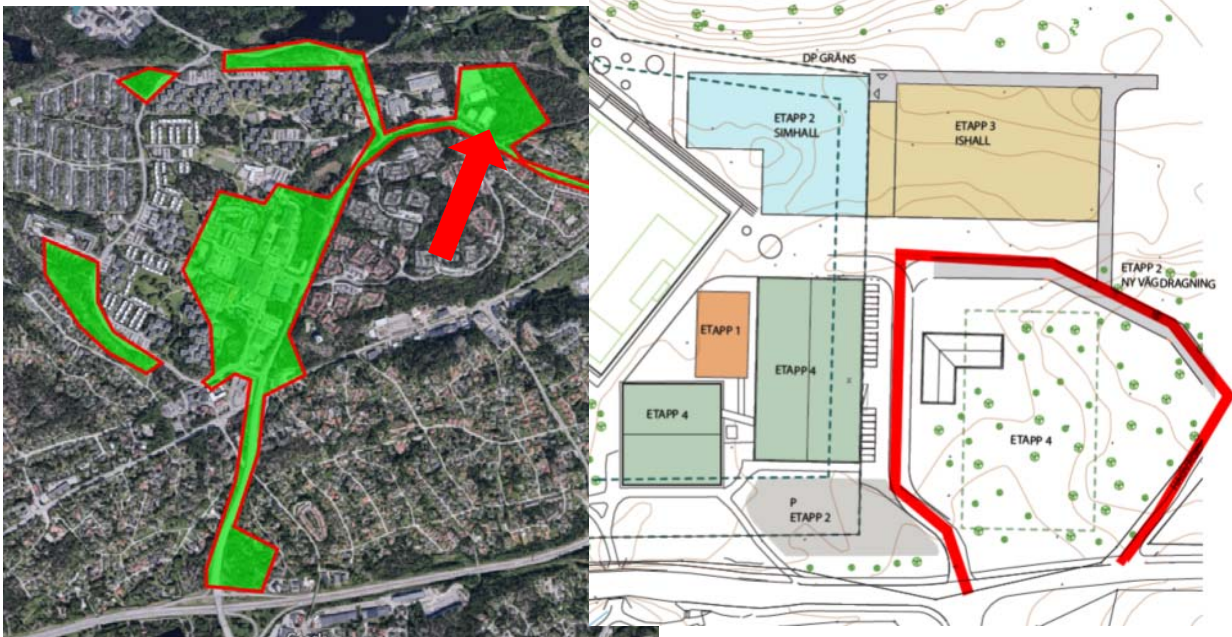 DP GRÄNS
ETAPP 2
SIMHALL
ETAPP 3
ISHALL
ETAPP 2
NY VÄGDRAGNING
ETAPP 1
ETAPP 4
ETAPP 4
ETAPP 4
P
ETAPP 2